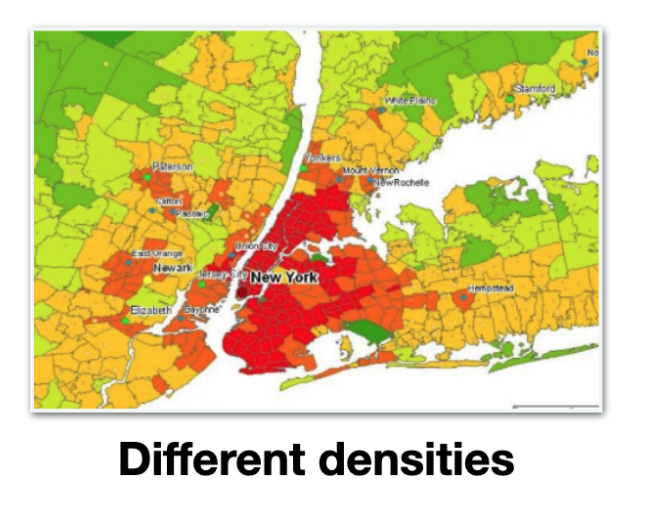 No
Stamford
White Plains
Yonkers
Paterson
Mount Vernon
New Rochelle
Clifton
Passaic
Union City
East Orange
Newark
Jersey City
New York
Hempstead
Elizabeth
Bayonne
Different densities